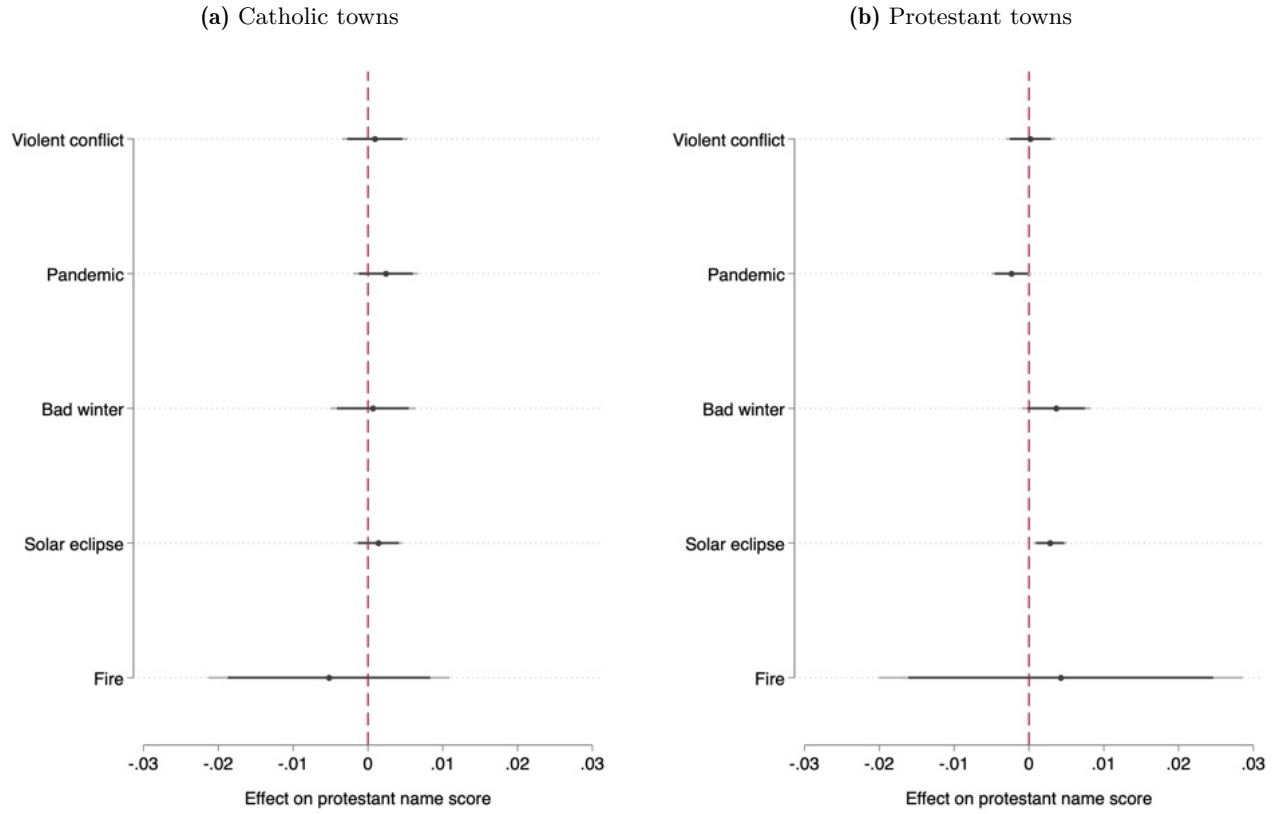 (a) Catholic towns
Violent conflict
Pandemic
Bad winter
Solar eclipse
Fire
-.03 -.02 -.01 0 .01 .02 .03
Effect on protestant name score
(b) Protestant towns
Violent conflict
Pandemic
Bad winter
Solar eclipse
Fire
-.03 -.02 -.01 0 .01 .02 .03
Effect on protestant name score